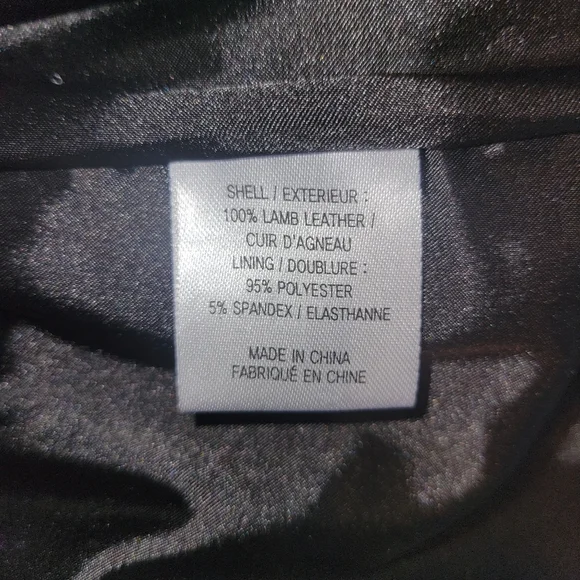 SHELL / EXTERIEUR :
100% LAMB LEATHER /
CUIR D'AGNEAU
LINING / DOUBLURE :
95% POLYESTER
5% SPANDEX / ELASTHANNE
MADE IN CHINA
FABRIQUÉ EN CHINE